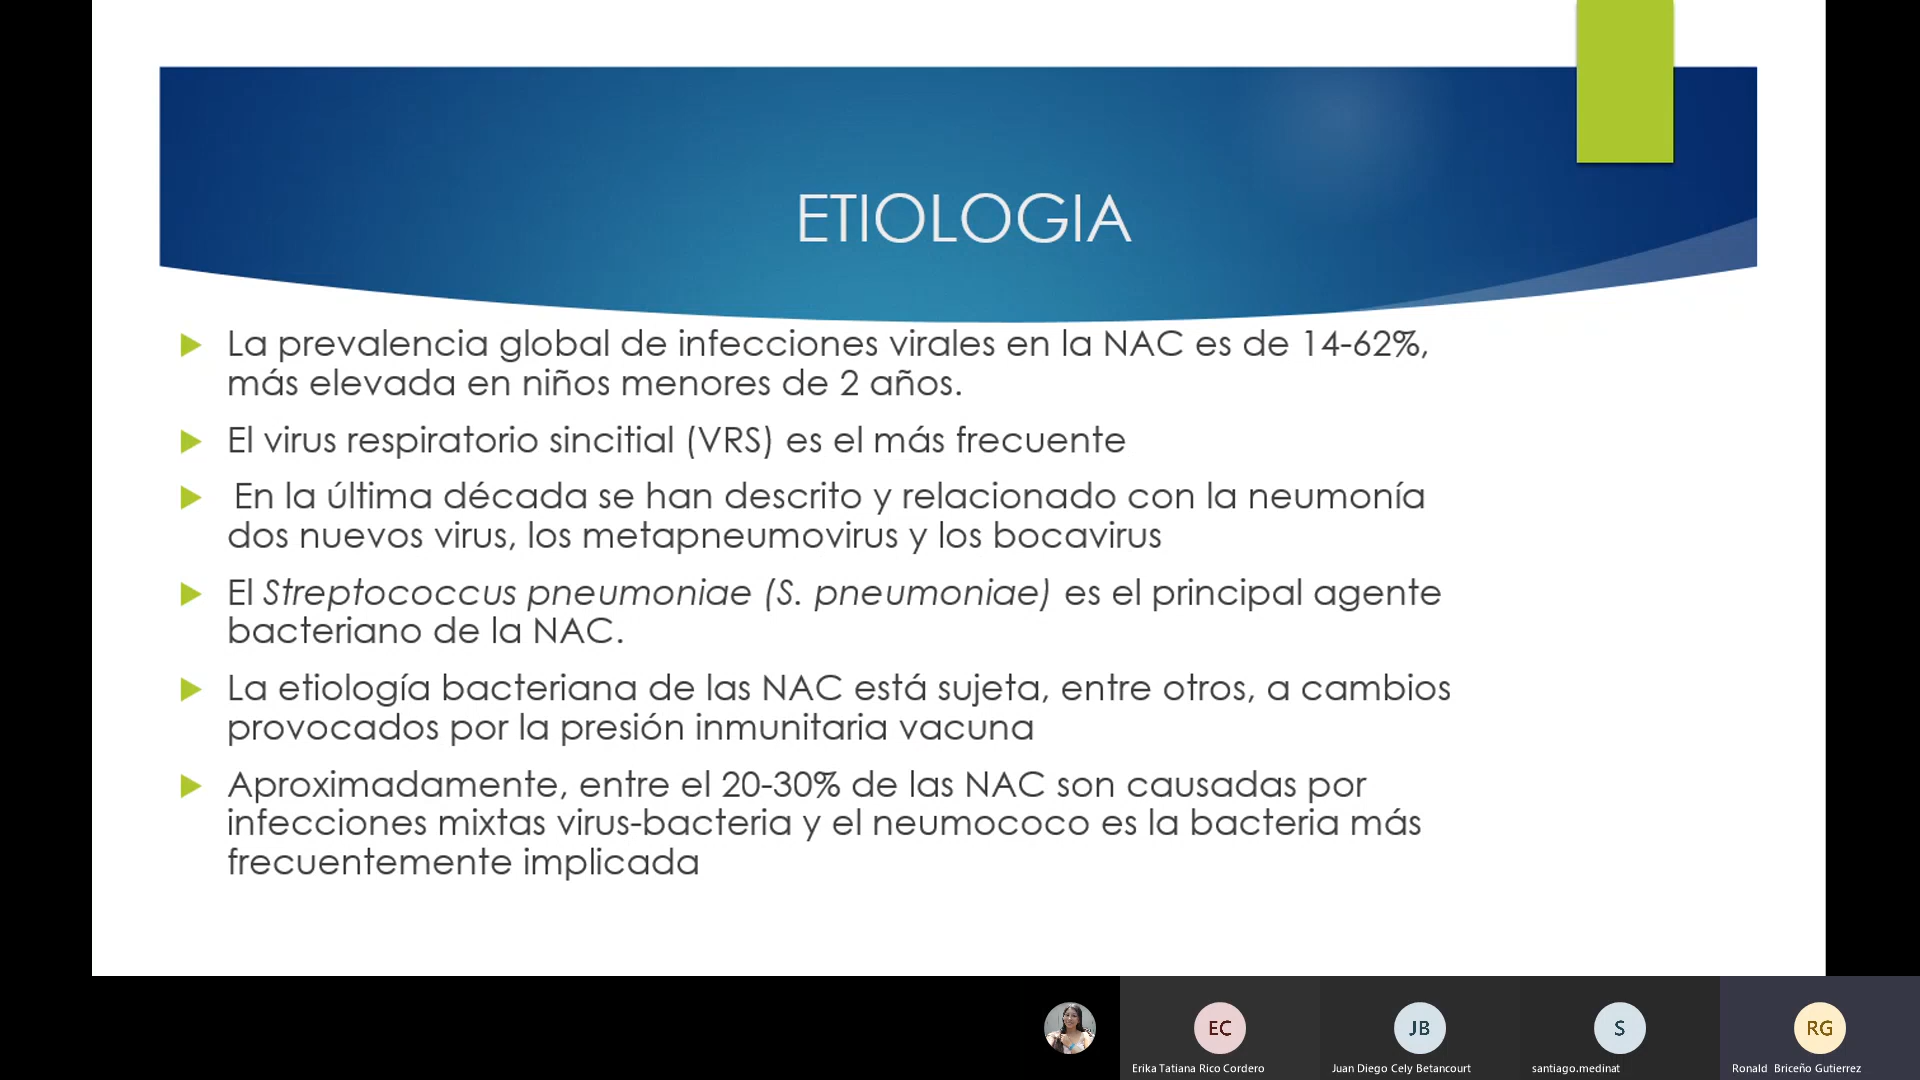 ETIOLOGIA
La prevalencia global de infecciones virales en la NAC es de 14-62%,
más elevada en niños menores de 2 años.
El virus respiratorio sincitial (VRS) es el más frecuente
En la última década se han descrito y relacionado con la neumonía
dos nuevos virus, los metapneumovirus y los bocavirus
El Streptococcus pneumoniae (S. pneumoniae) es el principal agente
bacteriano de la NAC.
La etiología bacteriana de las NAC está sujeta, entre otros, a cambios
provocados por la presión inmunitaria vacuna
Aproximadamente, entre el 20-30% de las NAC son causadas por
infecciones mixtas virus-bacteria y el neumococo es la bacteria más
frecuentemente implicada
EC
JB
S
RG
Erika Tatiana Rico Cordero
Juan Diego Cely Betancourt
santiago.medinat
Ronald Briceño Gutierrez